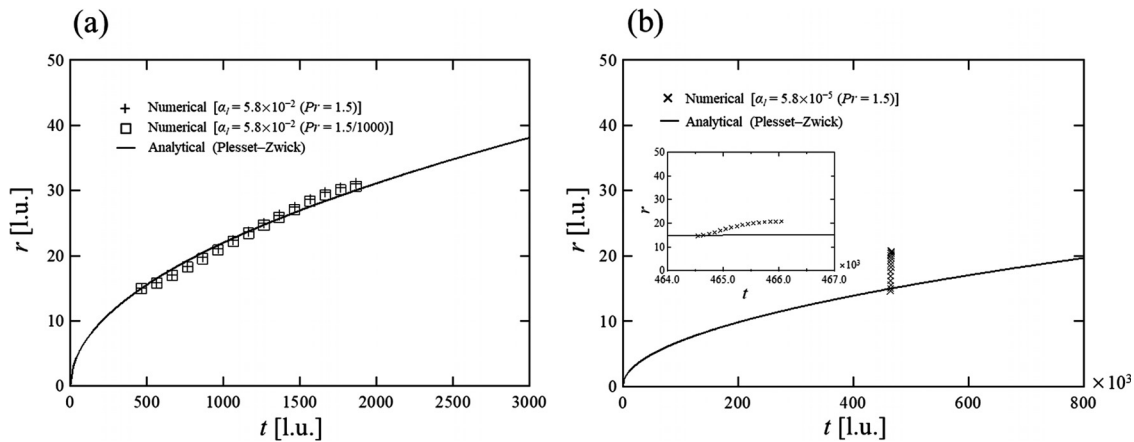 (a)
50
40
30
20
10
0
r [l.u.]
+ Numerical [αl = 5.8×10⁻² (Pr = 1.5)]
□ Numerical [αl = 5.8×10⁻² (Pr = 1.5/1000)]
— Analytical (Plesset–Zwick)
0 500 1000 1500 2000 2500 3000
t [l.u.]
(b)
50
40
30
20
10
0
r [l.u.]
× Numerical [αl = 5.8×10⁻⁵ (Pr = 1.5)]
— Analytical (Plesset–Zwick)
50
40
30
20
10
0
r
464.0 465.0 466.0 467.0
×10³
t
0 200 400 600 800
×10³
t [l.u.]